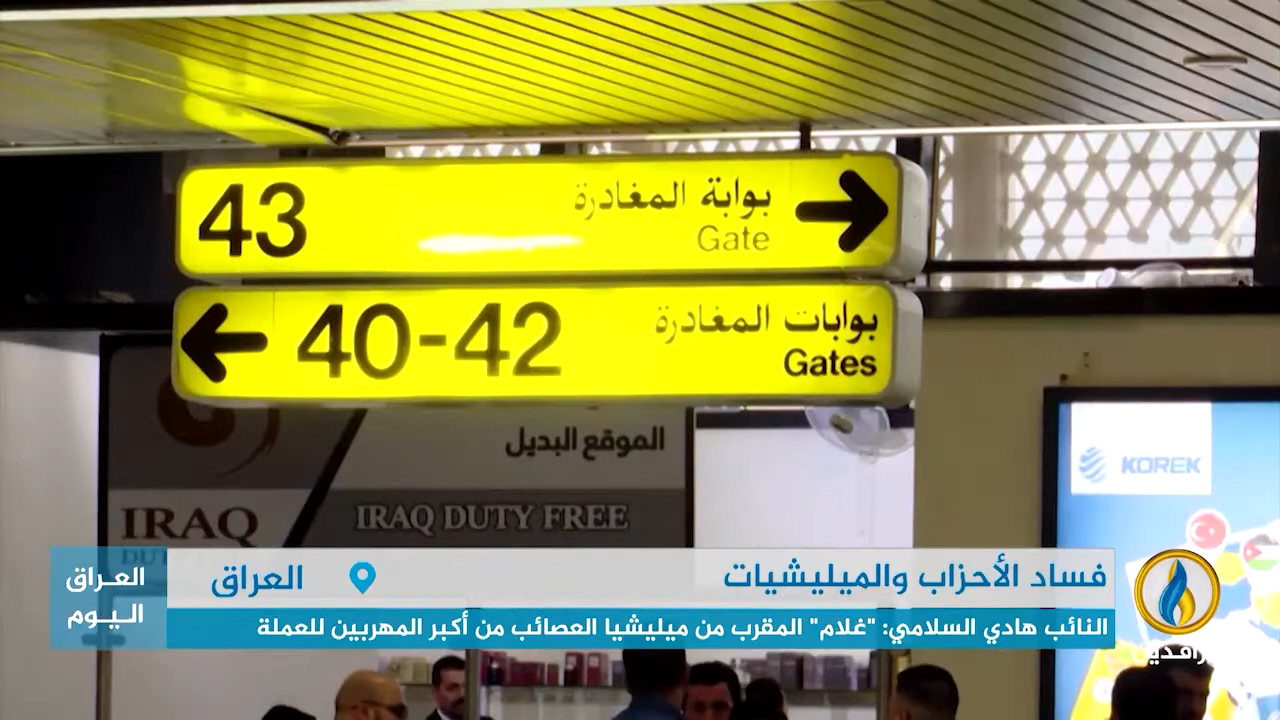 43 بوابة المغادرة
Gate
40-42 بوابات المغادرة
Gates
الموقع البديل
IRAQ
IRAQ DUTY FREE
DUTY
KOREK
فساد الأحزاب والميليشيات
العراق
النائب هادي السلامي: "غلام" المقرب من ميليشيا العصائب من أكبر المهربين للعملة
العراق
اليوم